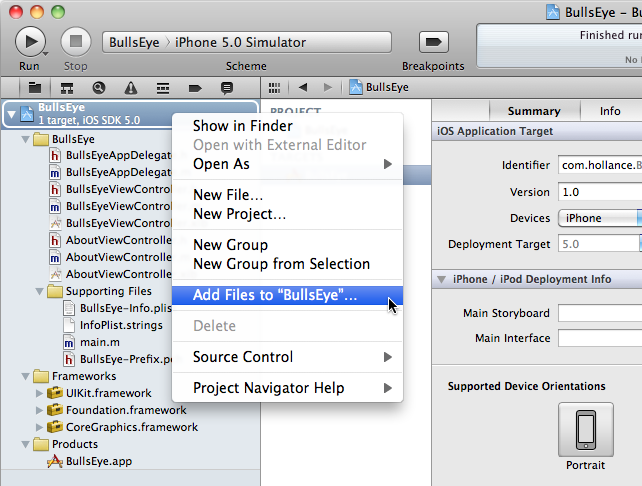 BullsEye – Bu
Finished run
No I
Run
Stop
BullsEye
iPhone 5.0 Simulator
Scheme
Breakpoints
BullsEye
BullsEye
1 target, iOS SDK 5.0
BullsEye
BullsEyeAppDelegat
BullsEyeAppDelegat
BullsEyeViewContr
BullsEyeViewContr
BullsEyeViewContr
AboutViewControlle
AboutViewControlle
AboutViewControlle
Supporting Files
BullsEye-Info.plis
InfoPlist.strings
main.m
BullsEye-Prefix.pc
Frameworks
UIKit.framework
Foundation.framework
CoreGraphics.framework
Products
BullsEye.app
PROJECT
Show in Finder
Open with External Editor
Open As
New File...
New Project...
New Group
New Group from Selection
Add Files to “BullsEye”...
Delete
Source Control
Project Navigator Help
Summary
Info
iOS Application Target
Identifier
com.hollance.B
Version
1.0
Devices
iPhone
Deployment Target
5.0
iPhone / iPod Deployment Info
Main Storyboard
Main Interface
Supported Device Orientations
Portrait